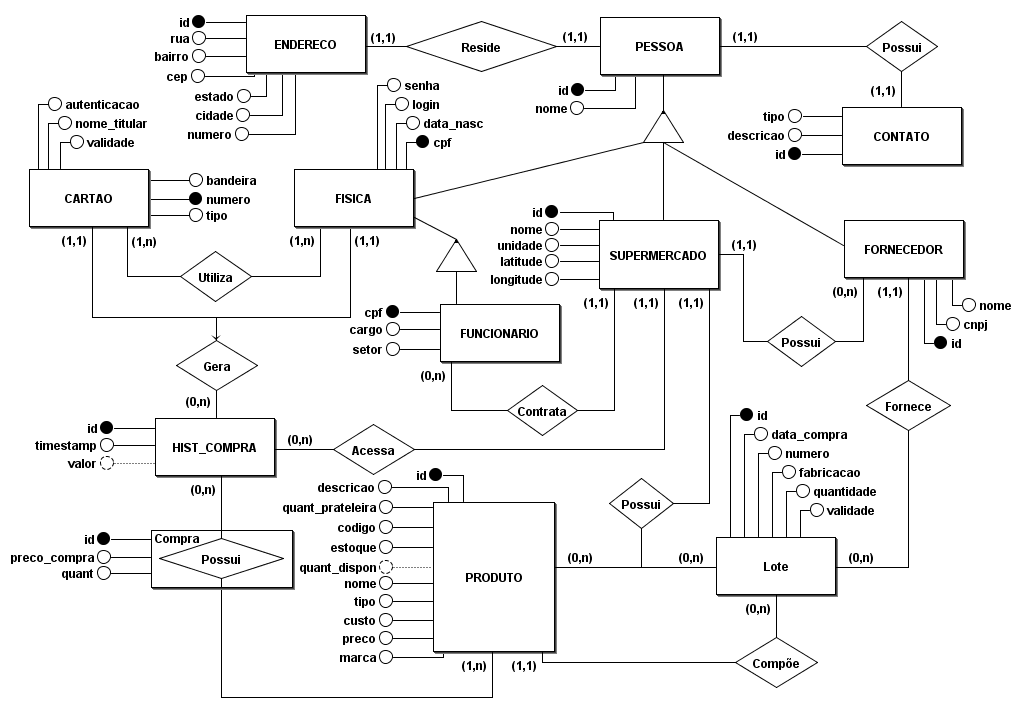 id
rua
bairro
cep
estado
cidade
numero
ENDERECO
(1,1)
Reside
(1,1)
PESSOA
id
nome
(1,1)
Possui
(1,1)
tipo
descricao
id
CONTATO
autenticacao
nome_titular
validade
CARTAO
bandeira
numero
tipo
(1,1)
(1,n)
Utiliza
senha
login
data_nasc
cpf
FISICA
(1,n)
(1,1)
id
nome
unidade
latitude
longitude
SUPERMERCADO
(1,1)
(1,1)
(1,1)
(1,1)
FORNECEDOR
(0,n)
(1,1)
nome
cnpj
id
Possui
cpf
cargo
setor
FUNCIONARIO
(0,n)
Contrata
Gera
(0,n)
id
timestamp
valor
HIST_COMPRA
(0,n)
Acessa
(0,n)
Fornece
id
data_compra
numero
fabricacao
quantidade
validade
Lote
(0,n)
(0,n)
(0,n)
Possui
(0,n)
id
descricao
quant_prateleira
codigo
estoque
quant_dispon
nome
tipo
custo
preco
marca
PRODUTO
(1,n)
(1,1)
Compõe
id
preco_compra
quant
Compra
Possui